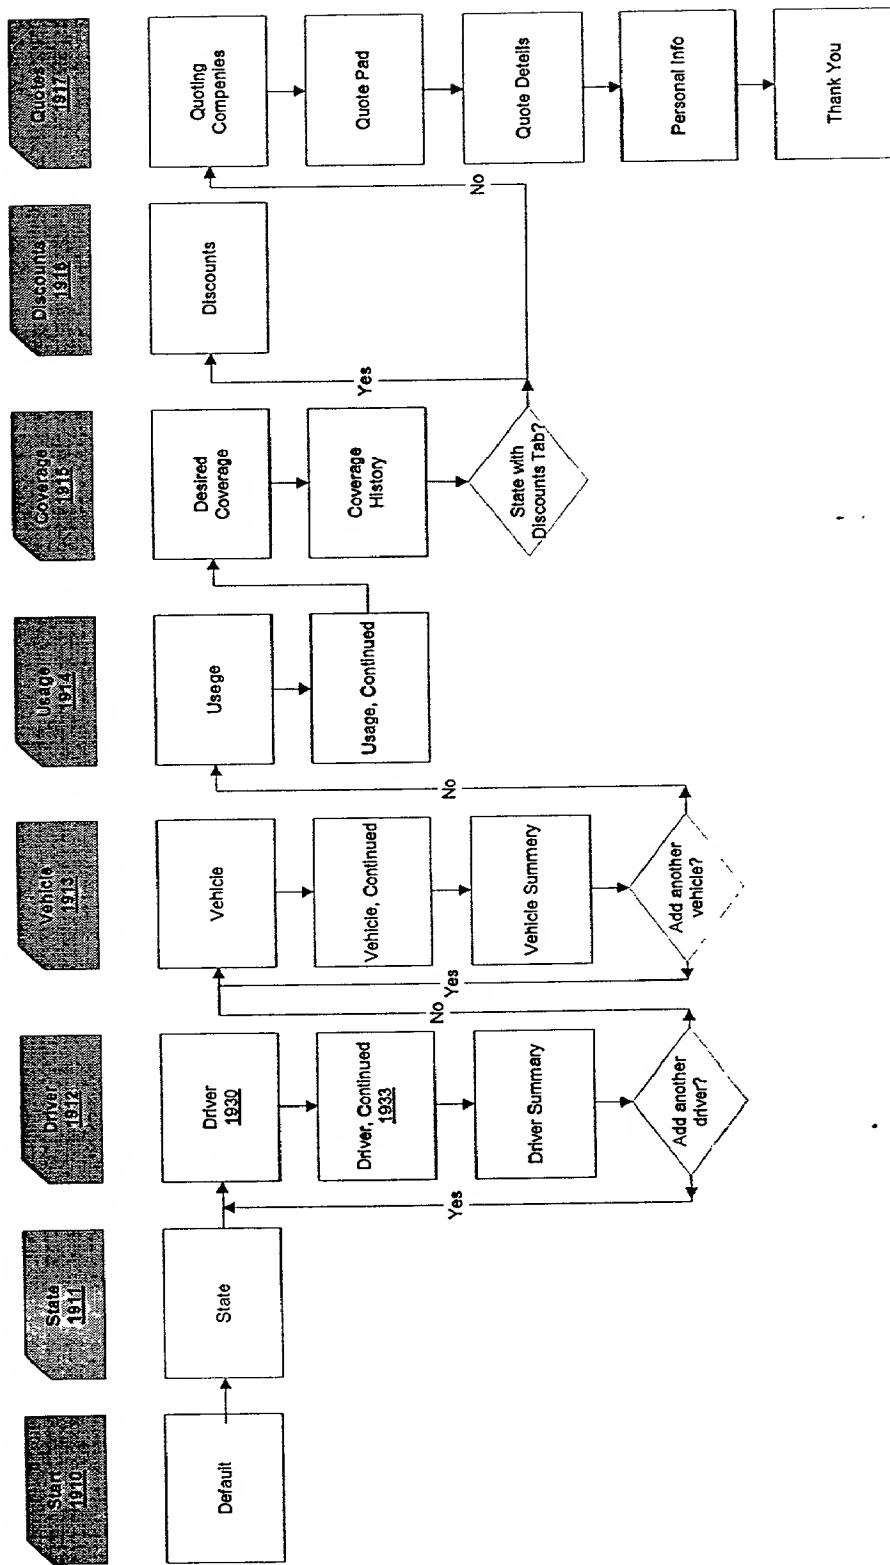 Start
1910
State
1911
Driver
1912
Vehicle
1913
Usage
1914
Coverage
1915
Discounts
1916
Quotes
1917
Default
State
Driver
1930
Driver, Continued
1933
Driver Summary
Add another
driver?
Yes
No
Vehicle
Vehicle, Continued
Vehicle Summary
Add another
vehicle?
Yes
No
Usege
Usage, Continued
Desired
Coverage
Coverage
History
State with
Discounts Tab?
Yes
No
Discounts
Quoting
Compenies
Quote Pad
Quote Deteils
Personal Info
Thank You